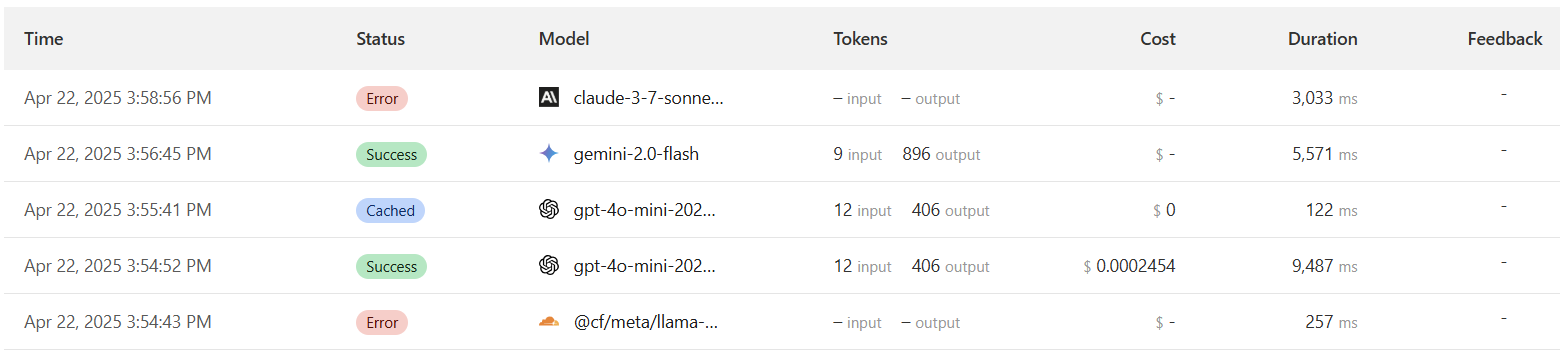 Time Status Model Tokens Cost Duration Feedback
Apr 22, 2025 3:58:56 PM Error claude-3-7-sonne... – input – output $ - 3,033 ms -
Apr 22, 2025 3:56:45 PM Success gemini-2.0-flash 9 input 896 output $ - 5,571 ms -
Apr 22, 2025 3:55:41 PM Cached gpt-4o-mini-202... 12 input 406 output $ 0 122 ms -
Apr 22, 2025 3:54:52 PM Success gpt-4o-mini-202... 12 input 406 output $ 0.0002454 9,487 ms -
Apr 22, 2025 3:54:43 PM Error @cf/meta/llama-... – input – output $ - 257 ms -